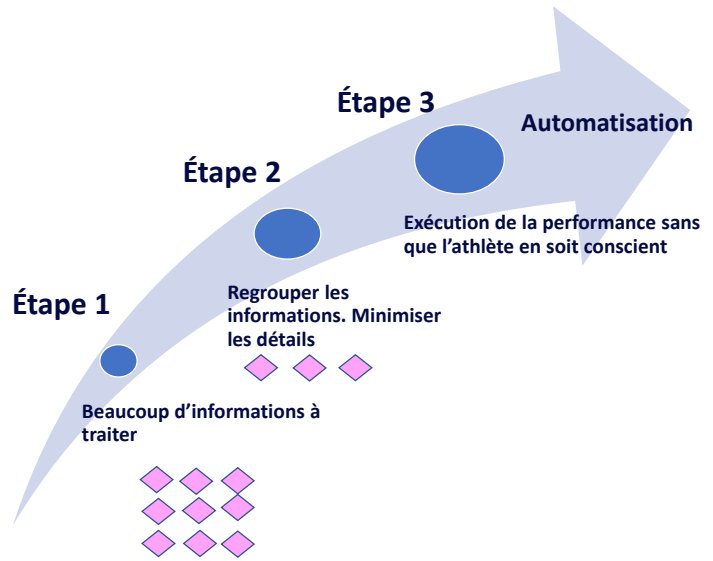 Étape 1
Beaucoup d’informations à
traiter
Étape 2
Regrouper les
informations. Minimiser
les détails
Étape 3
Exécution de la performance sans
que l’athlète en soit conscient
Automatisation